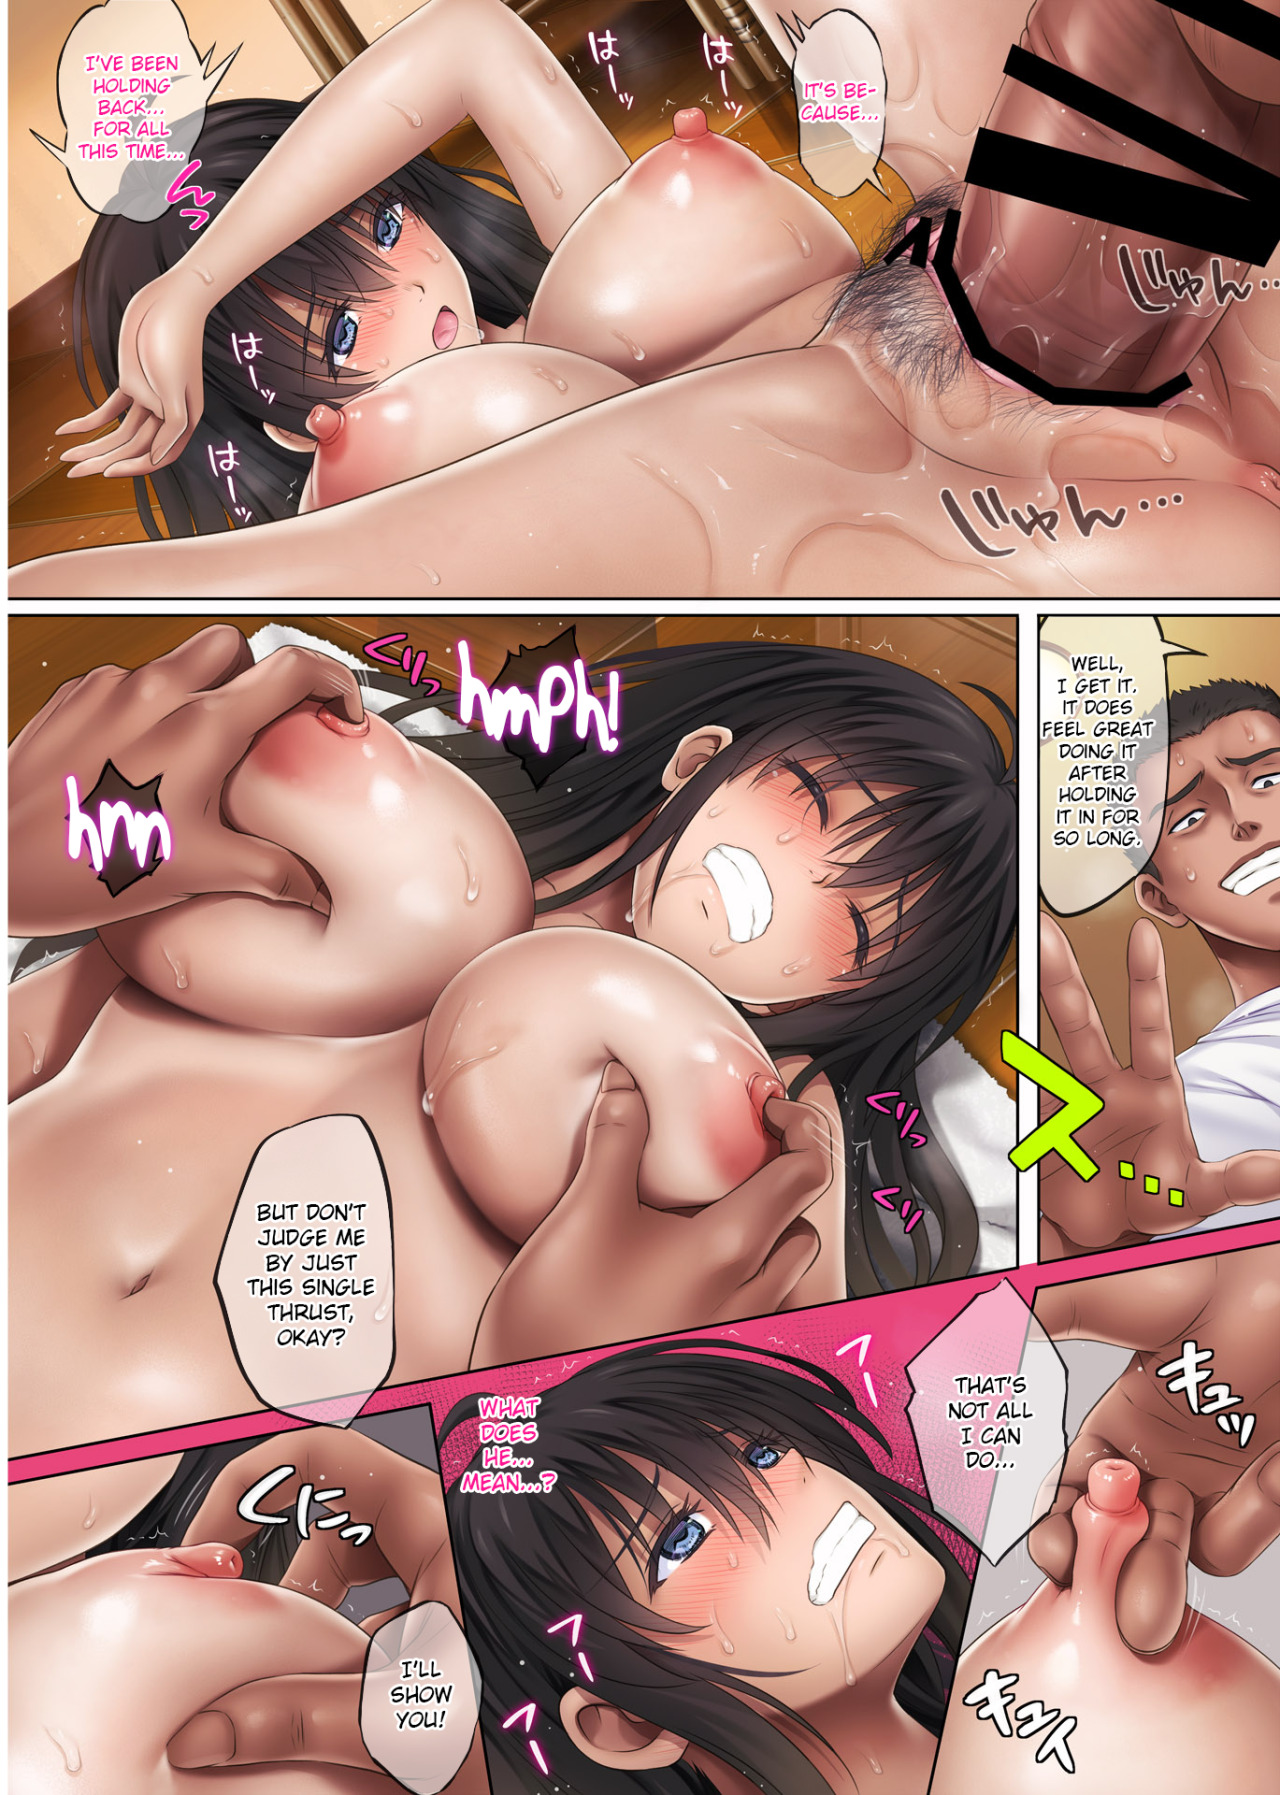 I'VE BEEN
HOLDING
BACK...
FOR ALL
THIS TIME...
んっ
はーッ
はーッ
IT'S BE-
CAUSE...
はーッ
はーッ
じゅん…
じゅん…
WELL,
I GET IT.
IT DOES
FEEL GREAT
DOING IT
AFTER
HOLDING
IT IN FOR
SO LONG.
ス…
くりっ
hmph!
hnn
くりっ
くりっ
BUT DON'T
JUDGE ME
BY JUST
THIS SINGLE
THRUST,
OKAY?
THAT'S
NOT ALL
I CAN
DO...
キュッ
キュイ
WHAT
DOES
HE...
MEAN...?
くにっ
I'LL
SHOW
YOU!